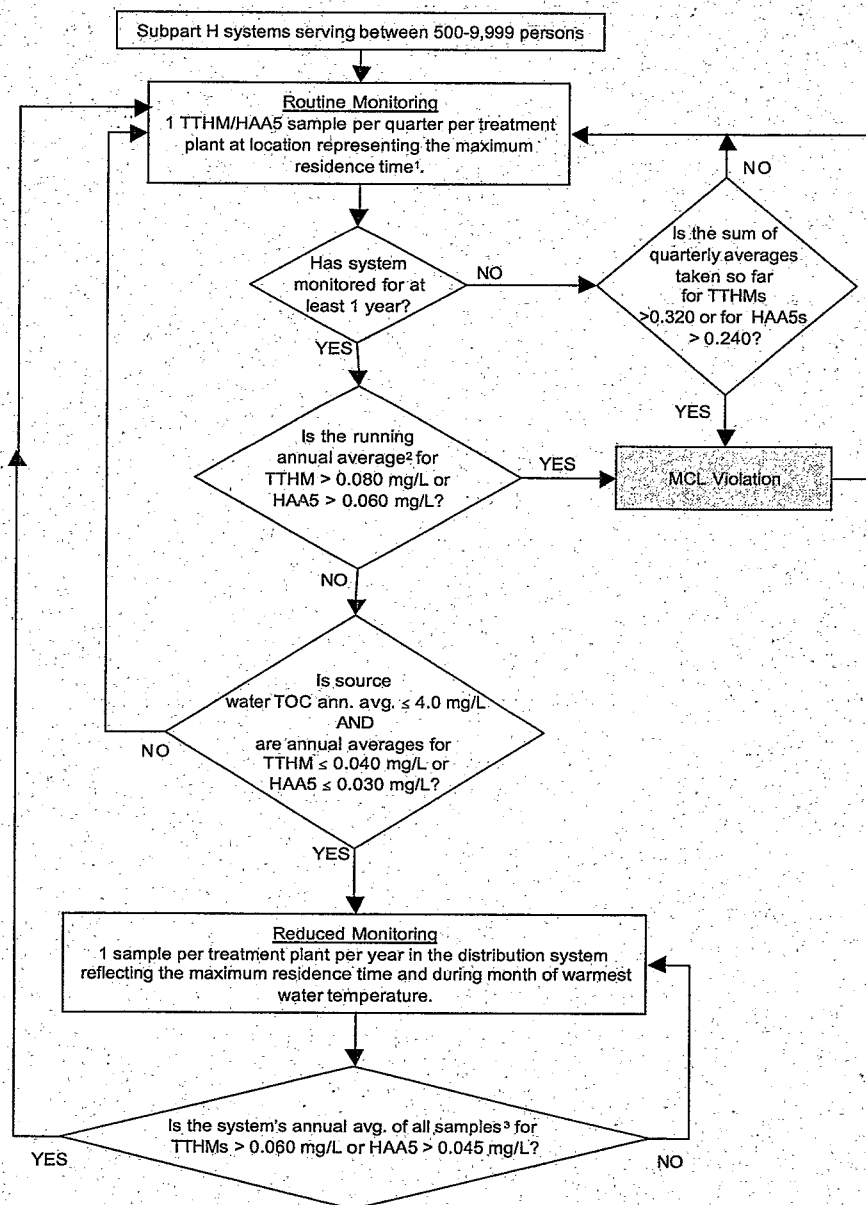 Subpart H systems serving between 500-9,999 persons
Routine Monitoring
1 TTHM/HAA5 sample per quarter per treatment
plant at location representing the maximum
residence time¹.
NO
Is the sum of
quarterly averages
taken so far
for TTHMs
>0.320 or for HAA5s
> 0.240?
Has system
monitored for at
least 1 year?
NO
YES
YES
Is the running
annual average² for
TTHM > 0.080 mg/L or
HAA5 > 0.060 mg/L?
YES
MCL Violation
NO
Is source
water TOC ann. avg. ≤ 4.0 mg/L
AND
are annual averages for
TTHM ≤ 0.040 mg/L or
HAA5 ≤ 0.030 mg/L?
NO
YES
Reduced Monitoring
1 sample per treatment plant per year in the distribution system
reflecting the maximum residence time and during month of warmest
water temperature.
Is the system's annual avg. of all samples³ for
TTHMs > 0.060 mg/L or HAA5 > 0.045 mg/L?
YES
NO